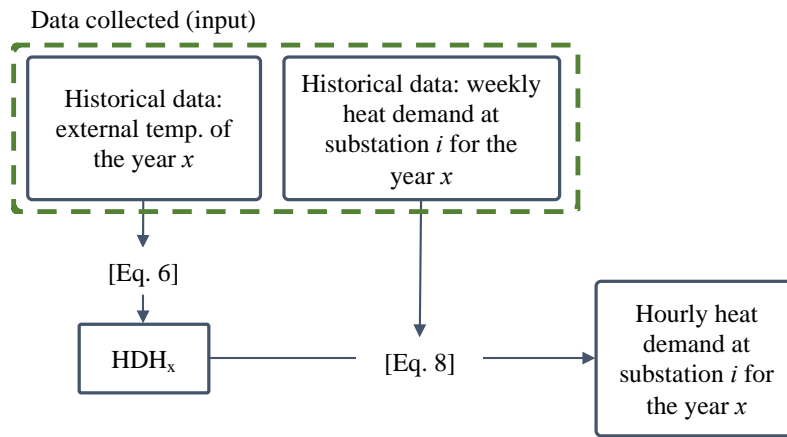 Data collected (input)
Historical data:
external temp. of
the year x
Historical data: weekly
heat demand at
substation i for the
year x
[Eq. 6]
HDHₓ
[Eq. 8]
Hourly heat
demand at
substation i for
the year x